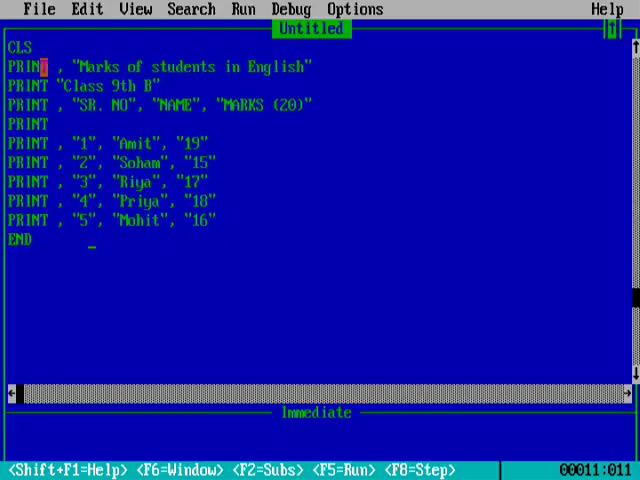 File Edit View Search Run Debug Options Help
Untitled
CLS
PRINT , "Marks of students in English"
PRINT "Class 9th B"
PRINT , "SR. NO", "NAME", "MARKS (20)"
PRINT
PRINT , "1", "Amit", "19"
PRINT , "2", "Soham", "15"
PRINT , "3", "Riya", "17"
PRINT , "4", "Priya", "18"
PRINT , "5", "Mohit", "16"
END
Immediate
<Shift+F1=Help> <F6=Window> <F2=Subs> <F5=Run> <F8=Step> 00011:011